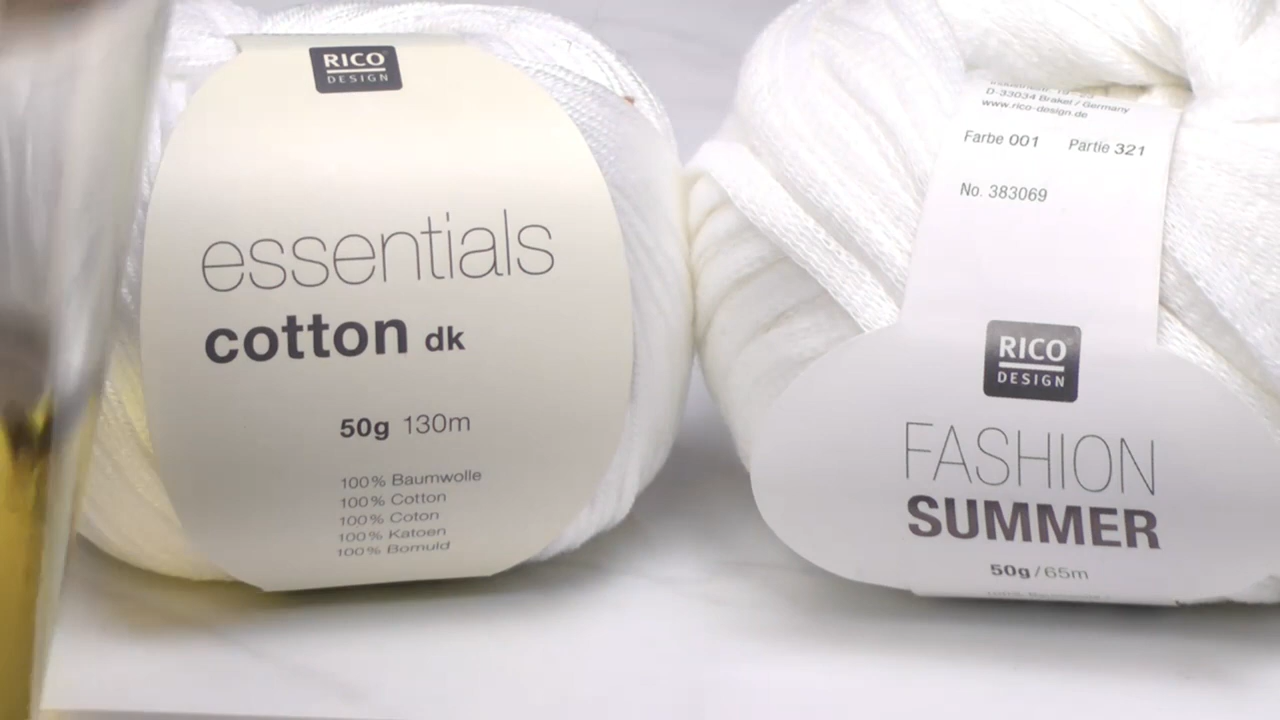 RICO
DESIGN
essentials
cotton dk
50g 130m
100% Baumwolle
100% Cotton
100% Coton
100% Katoen
100% Bomuld
D-33034 Brakel / Germany
www.rico-design.de
Farbe 001 Partie 321
No. 383069
RICO
DESIGN
FASHION
SUMMER
50g/65m